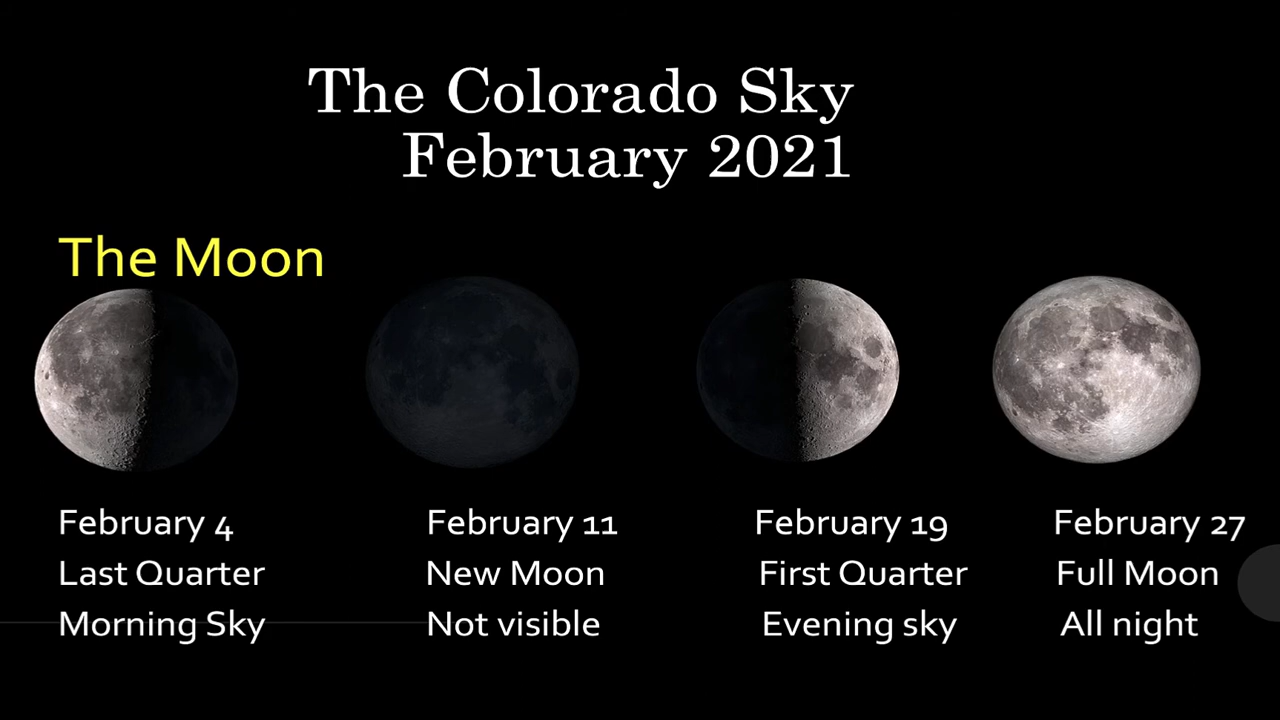 The Colorado Sky
February 2021
The Moon
February 4
Last Quarter
Morning Sky
February 11
New Moon
Not visible
February 19
First Quarter
Evening sky
February 27
Full Moon
All night